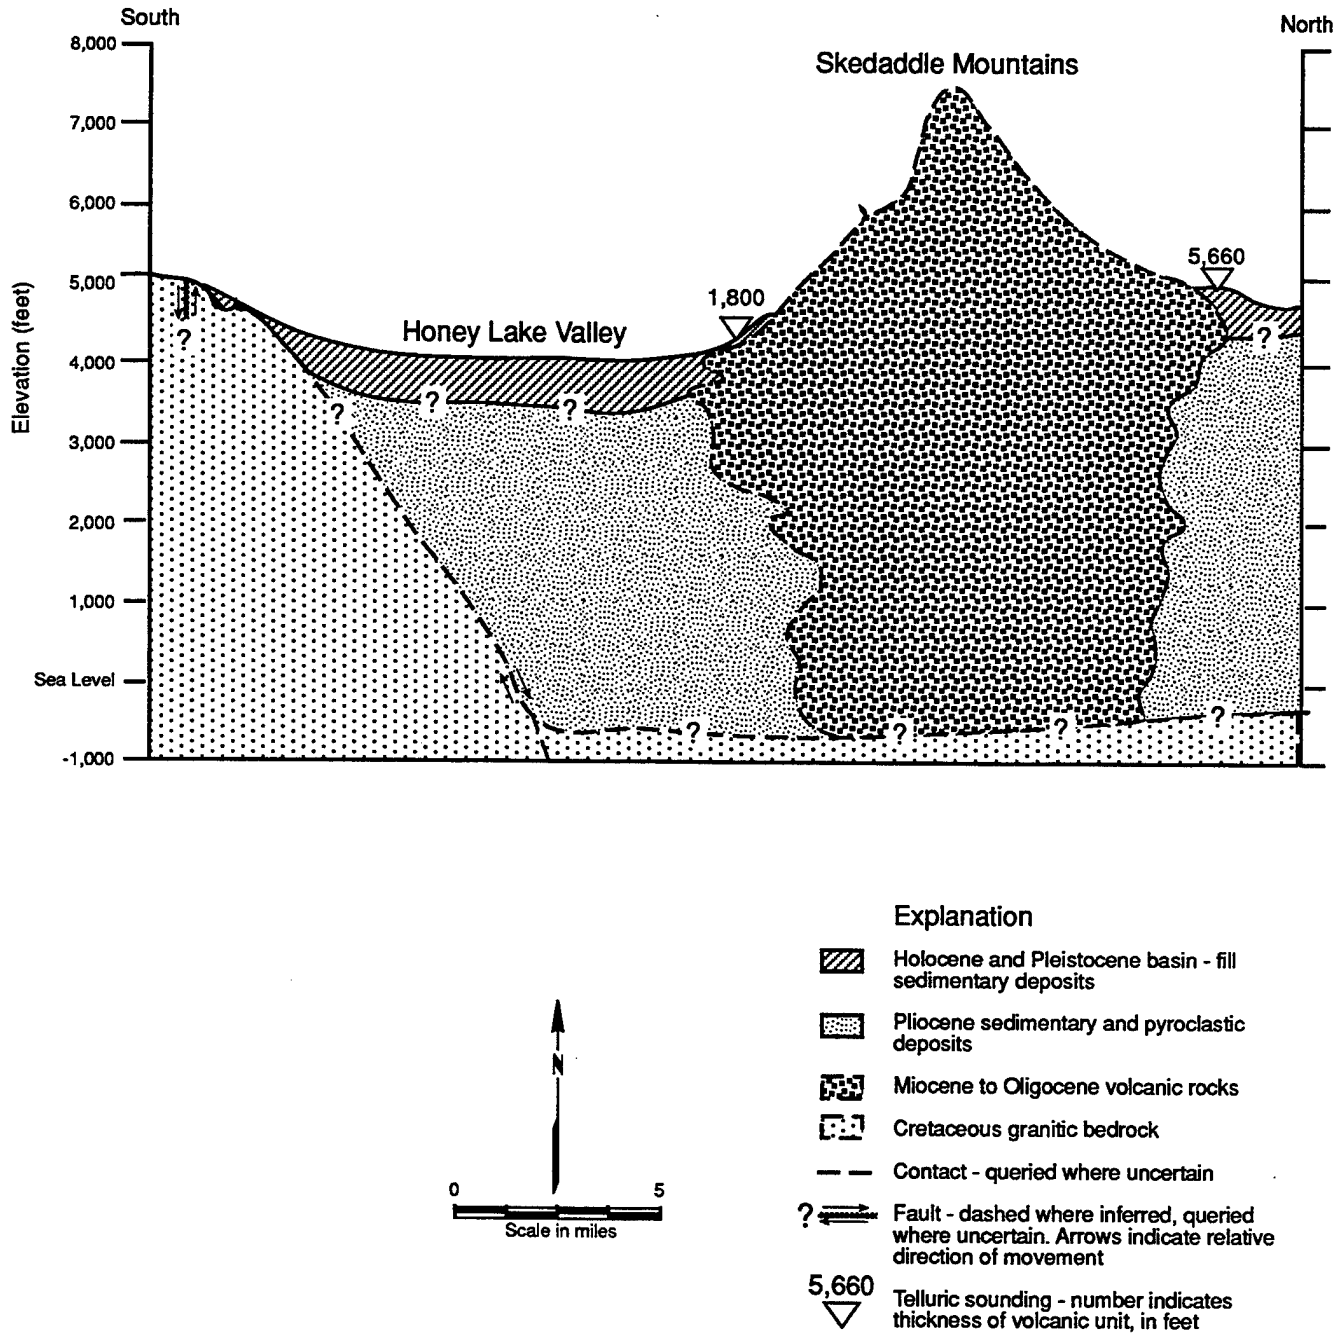 South
North
8,000
7,000
6,000
5,000
4,000
3,000
2,000
1,000
Sea Level
-1,000
Elevation (feet)
Skedaddle Mountains
5,660
1,800
Honey Lake Valley
?
?
?
?
?
?
?
?
?
N
0 5
Scale in miles
Explanation
Holocene and Pleistocene basin - fill
sedimentary deposits
Pliocene sedimentary and pyroclastic
deposits
Miocene to Oligocene volcanic rocks
Cretaceous granitic bedrock
Contact - queried where uncertain
? Fault - dashed where inferred, queried
where uncertain. Arrows indicate relative
direction of movement
5,660
Telluric sounding - number indicates
thickness of volcanic unit, in feet